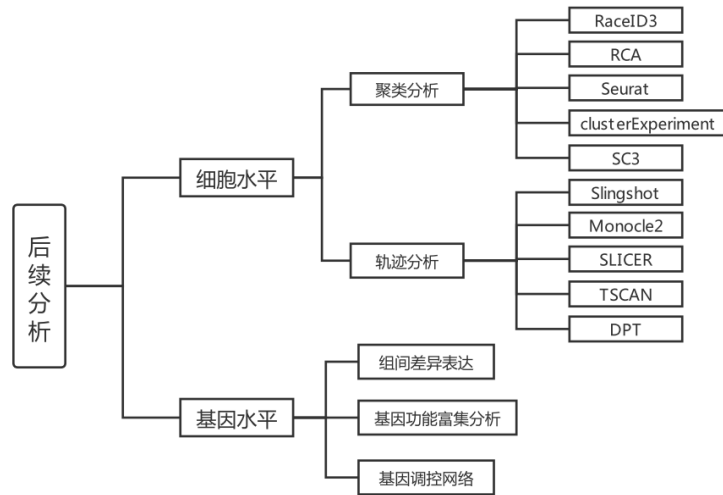 后续分析
细胞水平
聚类分析
RaceID3
RCA
Seurat
clusterExperiment
SC3
轨迹分析
Slingshot
Monocle2
SLICER
TSCAN
DPT
基因水平
组间差异表达
基因功能富集分析
基因调控网络